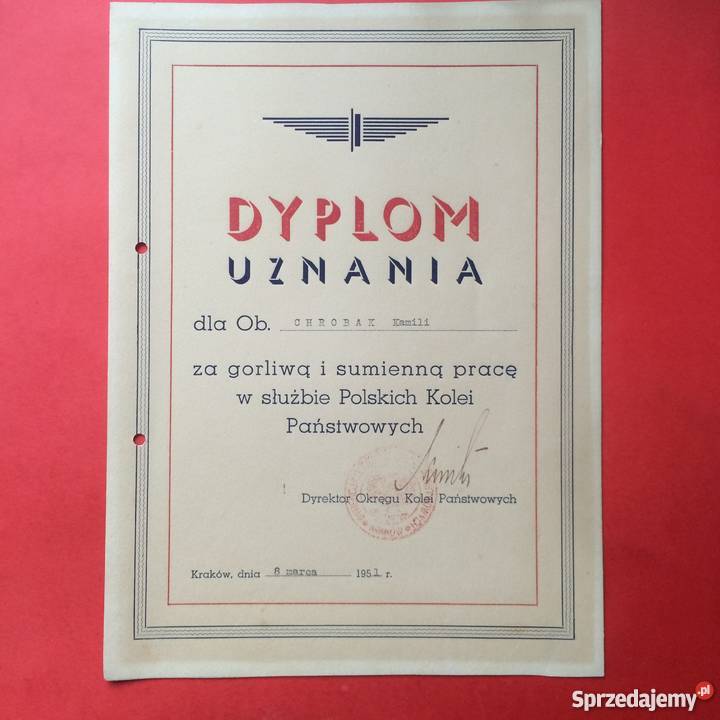 DYPLOM
UZNANIA
dla Ob. CHROBAK Kamili
za gorliwą i sumienną pracę
w służbie Polskich Kolei
Państwowych
Dyrektor Okręgu Kolei Państwowych
Kraków, dnia 8 marca 1951 r.
Sprzedajemy.pl